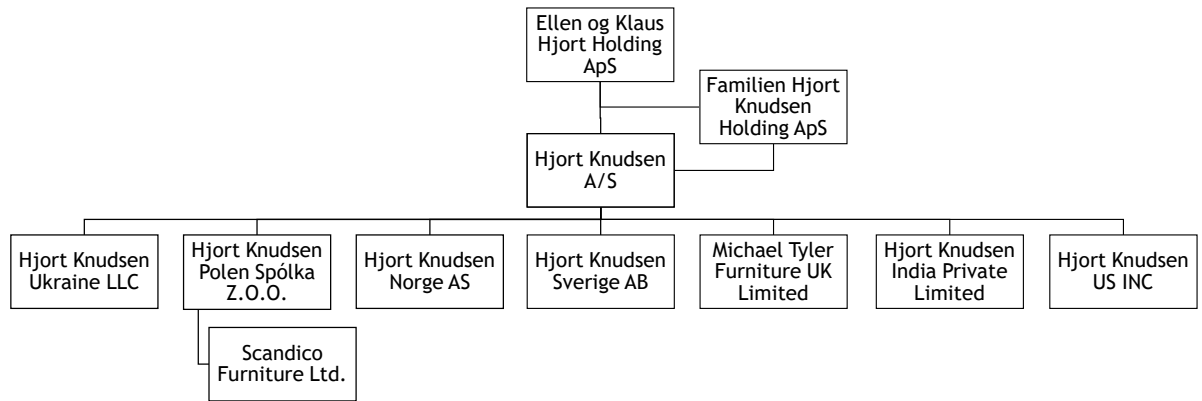 Ellen og Klaus
Hjort Holding
ApS
Familien Hjort
Knudsen
Holding ApS
Hjort Knudsen
A/S
Hjort Knudsen
Ukraine LLC
Hjort Knudsen
Polen Spólka
Z.O.O.
Hjort Knudsen
Norge AS
Hjort Knudsen
Sverige AB
Michael Tyler
Furniture UK
Limited
Hjort Knudsen
India Private
Limited
Hjort Knudsen
US INC
Scandico
Furniture Ltd.